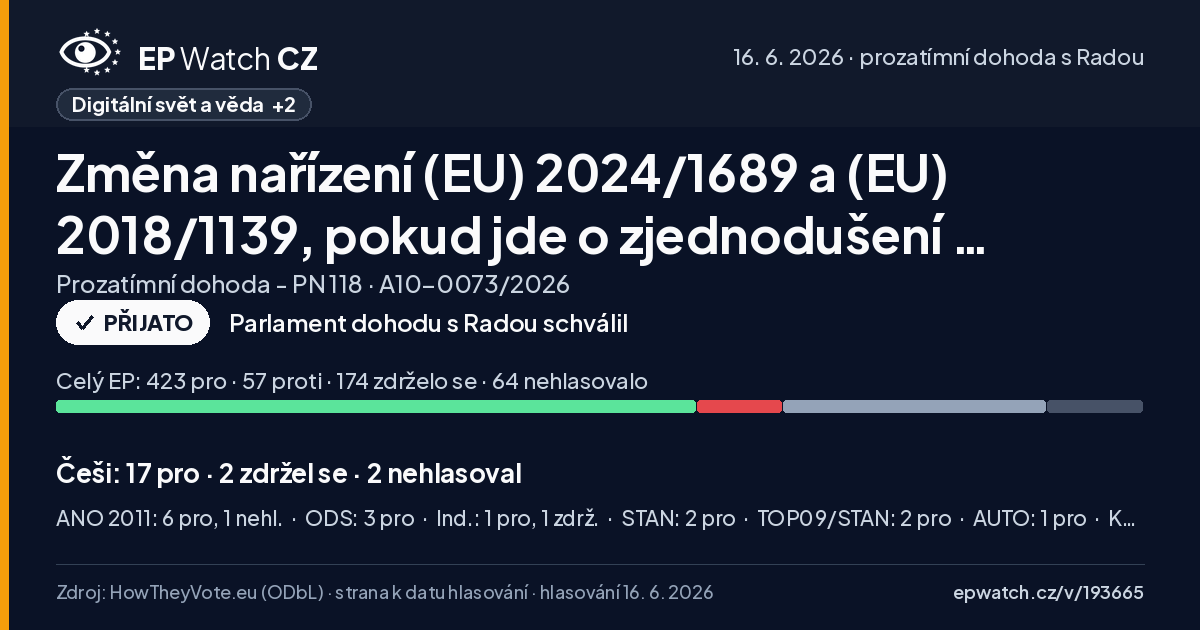 EP Watch CZ
16. 6. 2026 · prozatímní dohoda s Radou
Digitální svět a věda +2
Změna nařízení (EU) 2024/1689 a (EU)
2018/1139, pokud jde o zjednodušení …
Prozatímní dohoda – PN 118 · A10–0073/2026
✓ PŘIJATO Parlament dohodu s Radou schválil
Celý EP: 423 pro · 57 proti · 174 zdrželo se · 64 nehlasovalo
Češi: 17 pro · 2 zdržel se · 2 nehlasoval
ANO 2011: 6 pro, 1 nehl. · ODS: 3 pro · Ind.: 1 pro, 1 zdrž. · STAN: 2 pro · TOP09/STAN: 2 pro · AUTO: 1 pro · K…
Zdroj: HowTheyVote.eu (ODbL) · strana k datu hlasování · hlasování 16. 6. 2026
epwatch.cz/v/193665